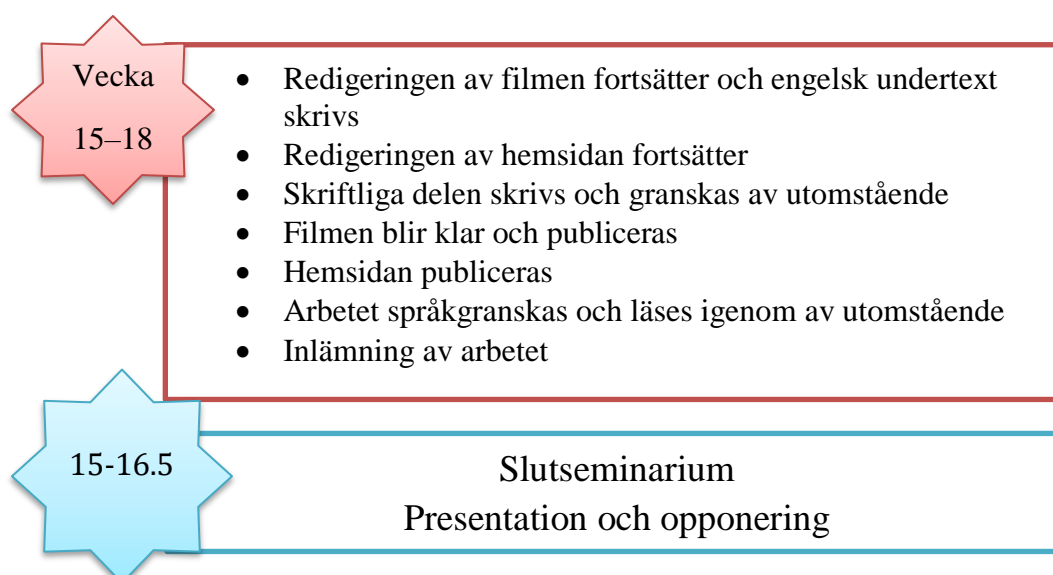 Vecka
15–18
• Redigeringen av filmen fortsätter och engelsk undertext
skrivs
• Redigeringen av hemsidan fortsätter
• Skriftliga delen skrivs och granskas av utomstående
• Filmen blir klar och publiceras
• Hemsidan publiceras
• Arbetet språkgranskas och läses igenom av utomstående
• Inlämning av arbetet
15-16.5
Slutseminarium
Presentation och opponering